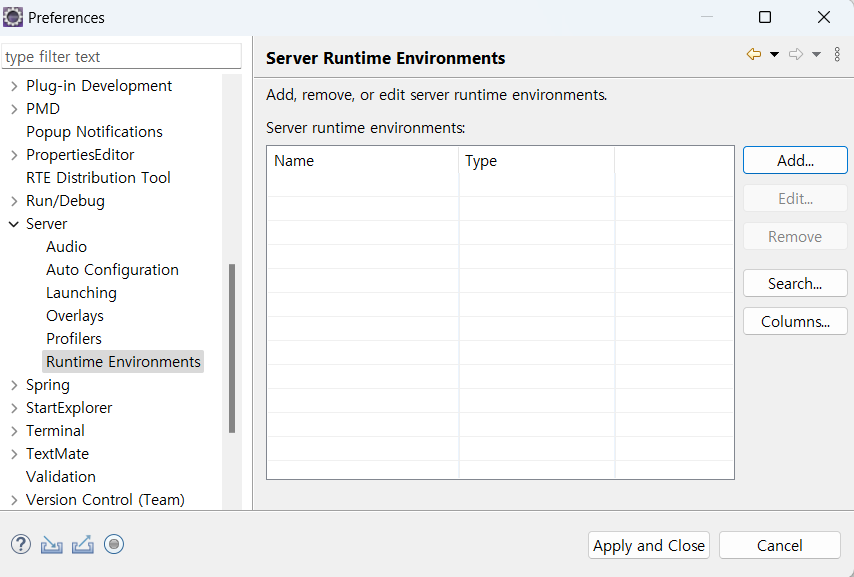 Preferences
type filter text
Plug-in Development
PMD
Popup Notifications
PropertiesEditor
RTE Distribution Tool
Run/Debug
Server
Audio
Auto Configuration
Launching
Overlays
Profilers
Runtime Environments
Spring
StartExplorer
Terminal
TextMate
Validation
Version Control (Team)
Server Runtime Environments
Add, remove, or edit server runtime environments.
Server runtime environments:
Name Type
Add...
Edit...
Remove
Search...
Columns...
?
Apply and Close Cancel